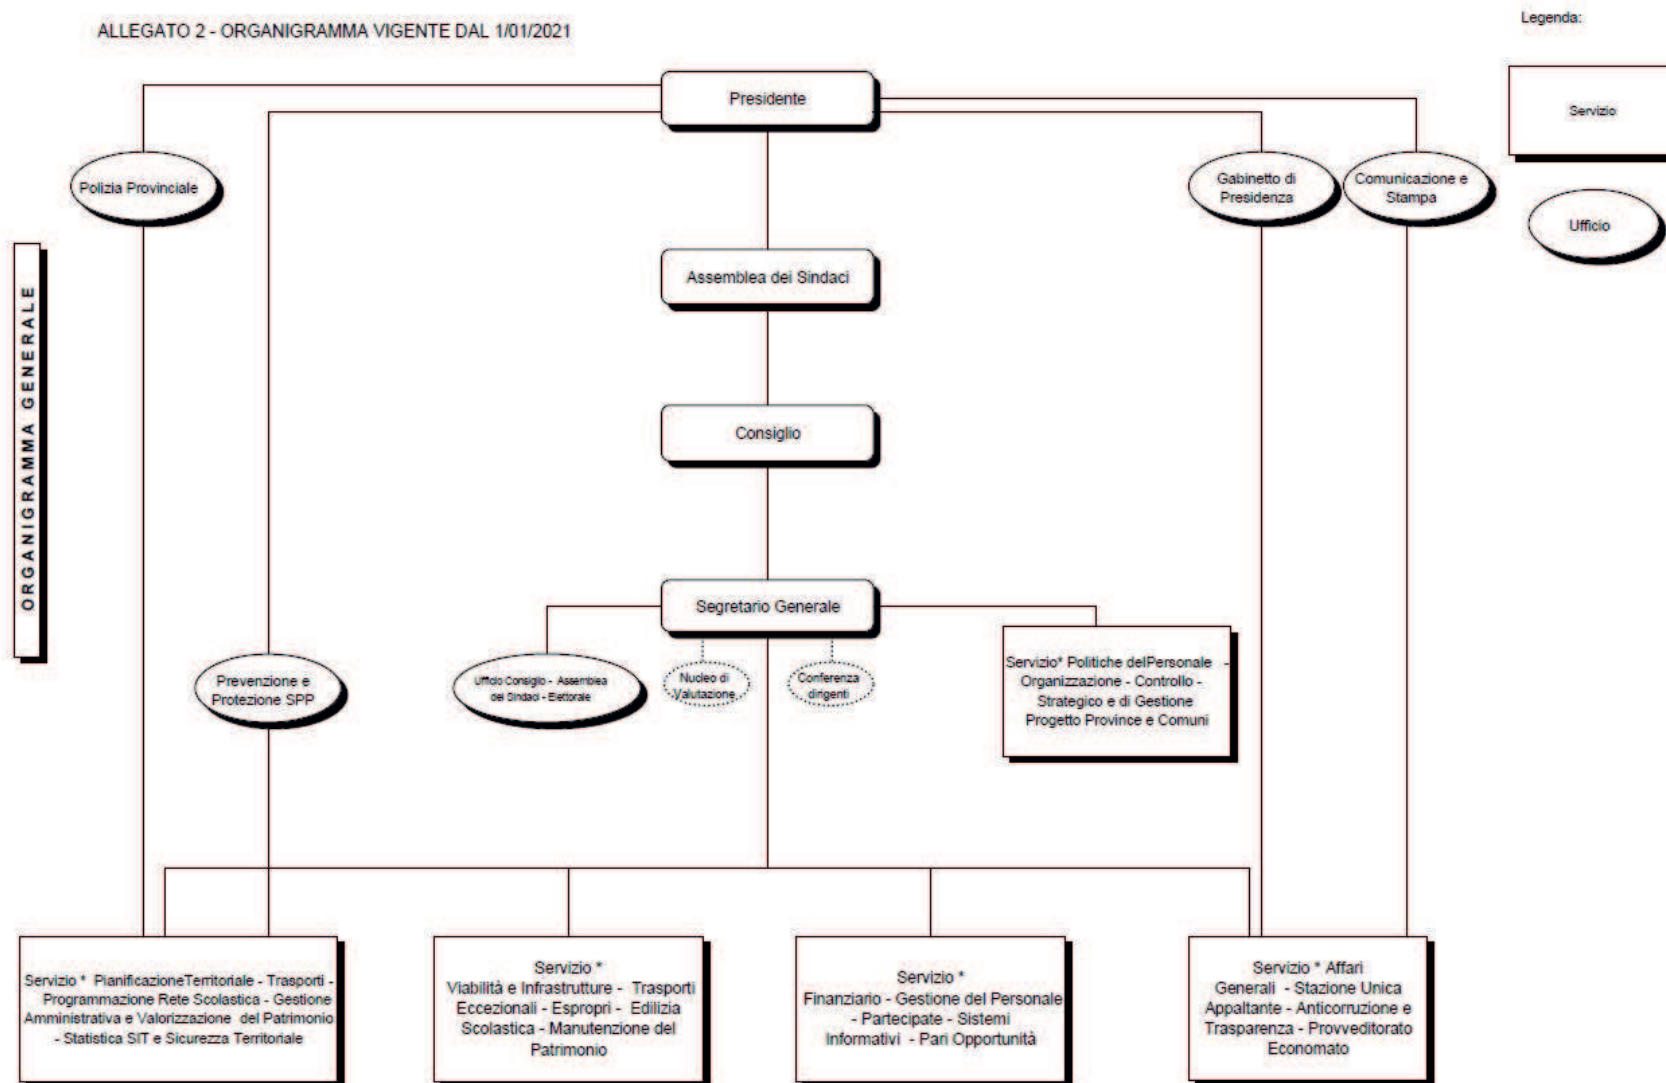 ALLEGATO 2 - ORGANIGRAMMA VIGENTE DAL 1/01/2021
Legenda:
Presidente
Servizio
Polizia Provinciale
Gabinetto di
Presidenza
Comunicazione e
Stampa
Ufficio
Assemblea dei Sindaci
ORGANIGRAMMA GENERALE
Consiglio
Segretario Generale
Prevenzione e
Protezione SPP
Ufficio Consiglio - Assemblea
dei Sindaci - Elettorale
Nucleo di
Valutazione
Conferenza
dirigenti
Servizio* Politiche delPersonale -
Organizzazione - Controllo -
Strategico e di Gestione
Progetto Province e Comuni
Servizio * PianificazioneTerritoriale - Trasporti -
Programmazione Rete Scolastica - Gestione
Amministrativa e Valorizzazione del Patrimonio
- Statistica SIT e Sicurezza Territoriale
Servizio *
Viabilità e Infrastrutture - Trasporti
Eccezionali - Espropri - Edilizia
Scolastica - Manutenzione del
Patrimonio
Servizio *
Finanziario - Gestione del Personale
- Partecipate - Sistemi
Informativi - Pari Opportunità
Servizio * Affari
Generali - Stazione Unica
Appaltante - Anticorruzione e
Trasparenza - Provveditorato
Economato